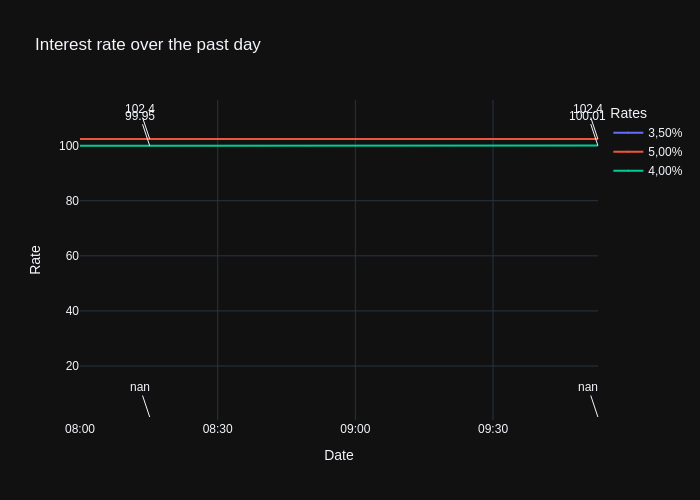 Interest rate over the past day
102.4
99.95
102.4
100.01
Rates
3,50%
5,00%
4,00%
100
80
60
40
20
Rate
nan
nan
08:00
08:30
09:00
09:30
Date